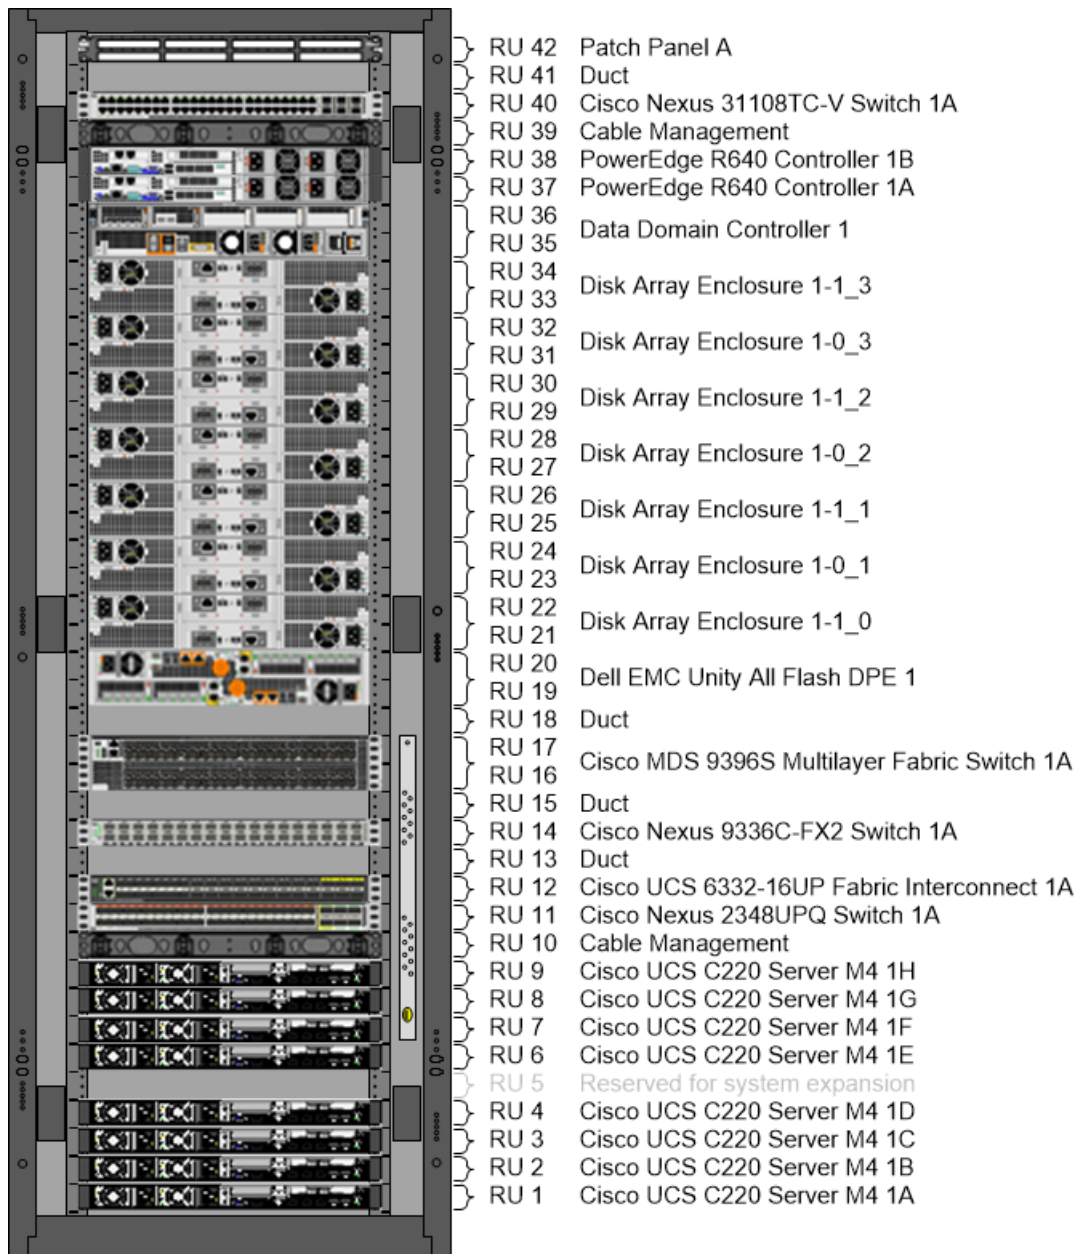 RU 42 Patch Panel A
RU 41 Duct
RU 40 Cisco Nexus 31108TC-V Switch 1A
RU 39 Cable Management
RU 38 PowerEdge R640 Controller 1B
RU 37 PowerEdge R640 Controller 1A
RU 36
Data Domain Controller 1
RU 35
RU 34
Disk Array Enclosure 1-1_3
RU 33
RU 32
Disk Array Enclosure 1-0_3
RU 31
RU 30
Disk Array Enclosure 1-1_2
RU 29
RU 28
Disk Array Enclosure 1-0_2
RU 27
RU 26
Disk Array Enclosure 1-1_1
RU 25
RU 24
Disk Array Enclosure 1-0_1
RU 23
RU 22
Disk Array Enclosure 1-1_0
RU 21
RU 20
Dell EMC Unity All Flash DPE 1
RU 19
RU 18 Duct
RU 17
Cisco MDS 9396S Multilayer Fabric Switch 1A
RU 16
RU 15 Duct
RU 14 Cisco Nexus 9336C-FX2 Switch 1A
RU 13 Duct
RU 12 Cisco UCS 6332-16UP Fabric Interconnect 1A
RU 11 Cisco Nexus 2348UPQ Switch 1A
RU 10 Cable Management
RU 9 Cisco UCS C220 Server M4 1H
RU 8 Cisco UCS C220 Server M4 1G
RU 7 Cisco UCS C220 Server M4 1F
RU 6 Cisco UCS C220 Server M4 1E
RU 5 Reserved for system expansion
RU 4 Cisco UCS C220 Server M4 1D
RU 3 Cisco UCS C220 Server M4 1C
RU 2 Cisco UCS C220 Server M4 1B
RU 1 Cisco UCS C220 Server M4 1A